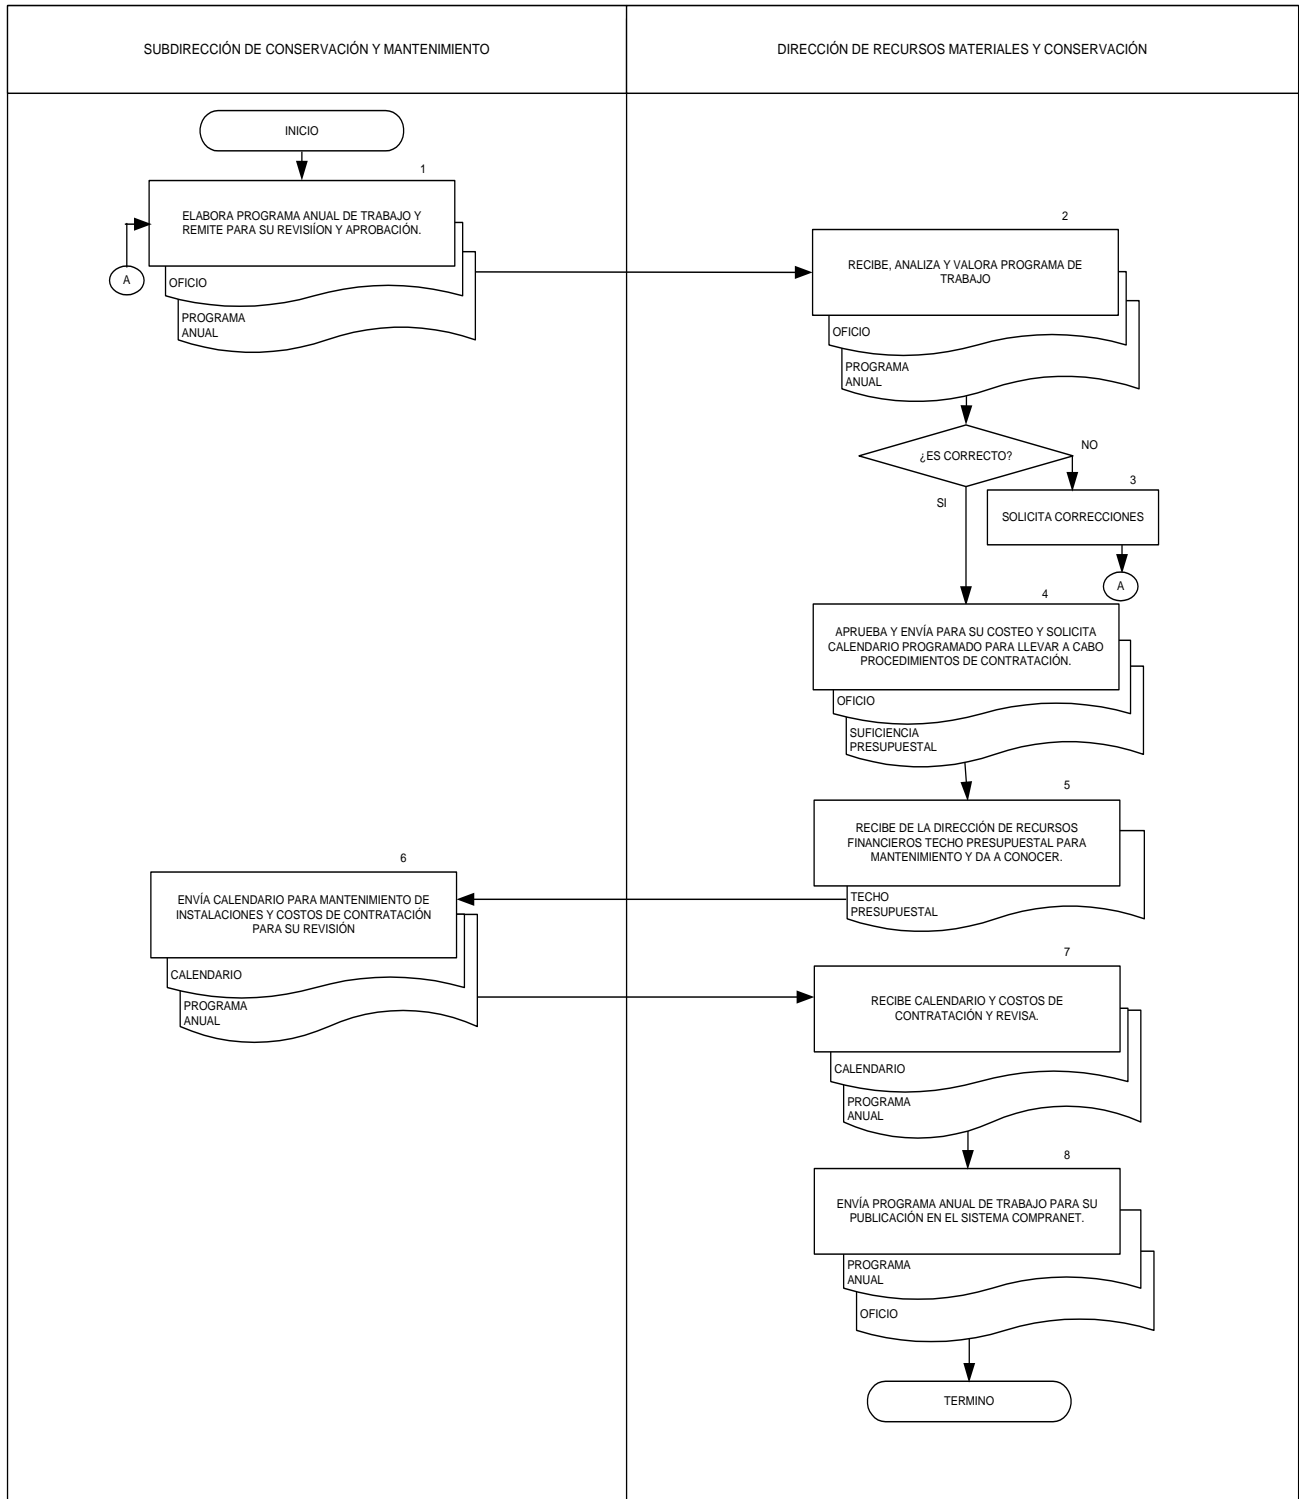 SUBDIRECCIÓN DE CONSERVACIÓN Y MANTENIMIENTO
DIRECCIÓN DE RECURSOS MATERIALES Y CONSERVACIÓN
INICIO
1
ELABORA PROGRAMA ANUAL DE TRABAJO Y
REMITE PARA SU REVISIÍON Y APROBACIÓN.
A
OFICIO
PROGRAMA
ANUAL
2
RECIBE, ANALIZA Y VALORA PROGRAMA DE
TRABAJO
OFICIO
PROGRAMA
ANUAL
¿ES CORRECTO?
NO
SI
3
SOLICITA CORRECCIONES
A
4
APRUEBA Y ENVÍA PARA SU COSTEO Y SOLICITA
CALENDARIO PROGRAMADO PARA LLEVAR A CABO
PROCEDIMIENTOS DE CONTRATACIÓN.
OFICIO
SUFICIENCIA
PRESUPUESTAL
5
RECIBE DE LA DIRECCIÓN DE RECURSOS
FINANCIEROS TECHO PRESUPUESTAL PARA
MANTENIMIENTO Y DA A CONOCER.
TECHO
PRESUPUESTAL
6
ENVÍA CALENDARIO PARA MANTENIMIENTO DE
INSTALACIONES Y COSTOS DE CONTRATACIÓN
PARA SU REVISIÓN
CALENDARIO
PROGRAMA
ANUAL
7
RECIBE CALENDARIO Y COSTOS DE
CONTRATACIÓN Y REVISA.
CALENDARIO
PROGRAMA
ANUAL
8
ENVÍA PROGRAMA ANUAL DE TRABAJO PARA SU
PUBLICACIÓN EN EL SISTEMA COMPRANET.
PROGRAMA
ANUAL
OFICIO
TERMINO